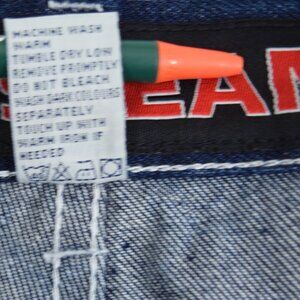 MACHINE WASH
WARM
TUMBLE DRY LOW
REMOVE PROMPTLY
DO NOT BLEACH
WASH DARK COLOURS
SEPARATELY
TOUCH UP WITH
WARM IRON IF
NEEDED